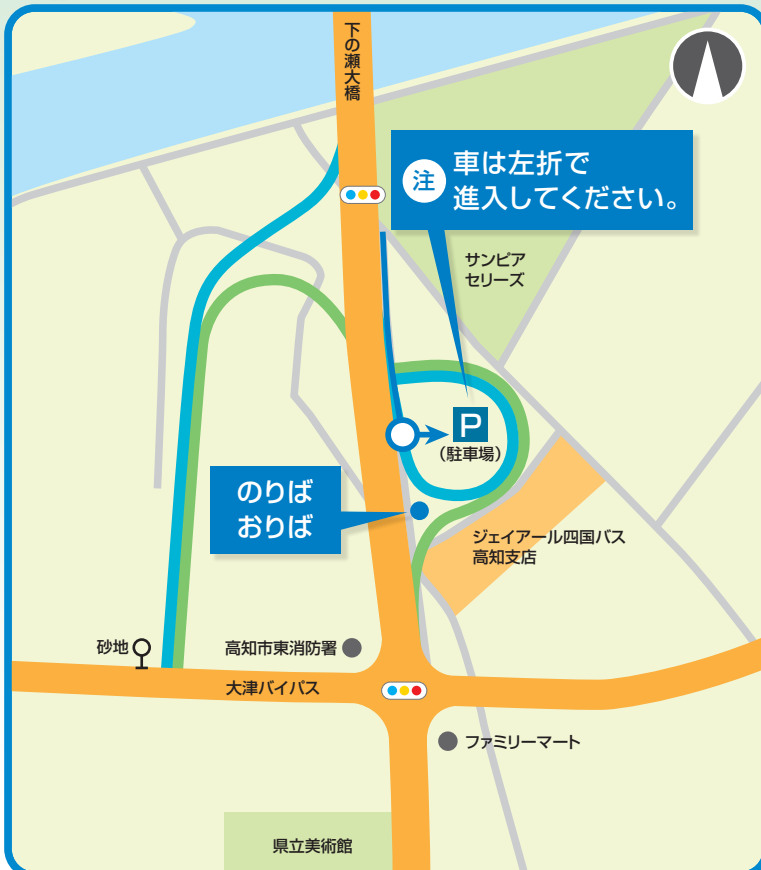 下の瀬大橋
注
車は左折で
進入してください。
サンピア
セリーズ
P
(駐車場)
のりば
おりば
ジェイアール四国バス
高知支店
砂地
高知市東消防署
大津バイパス
ファミリーマート
県立美術館